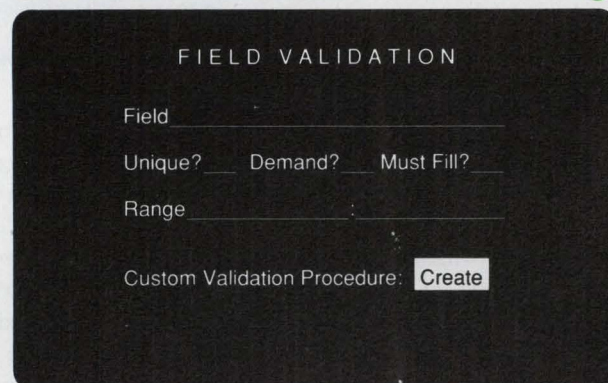 FIELD VALIDATION
Field
Unique? Demand? Must Fill?
Range :
Custom Validation Procedure: Create